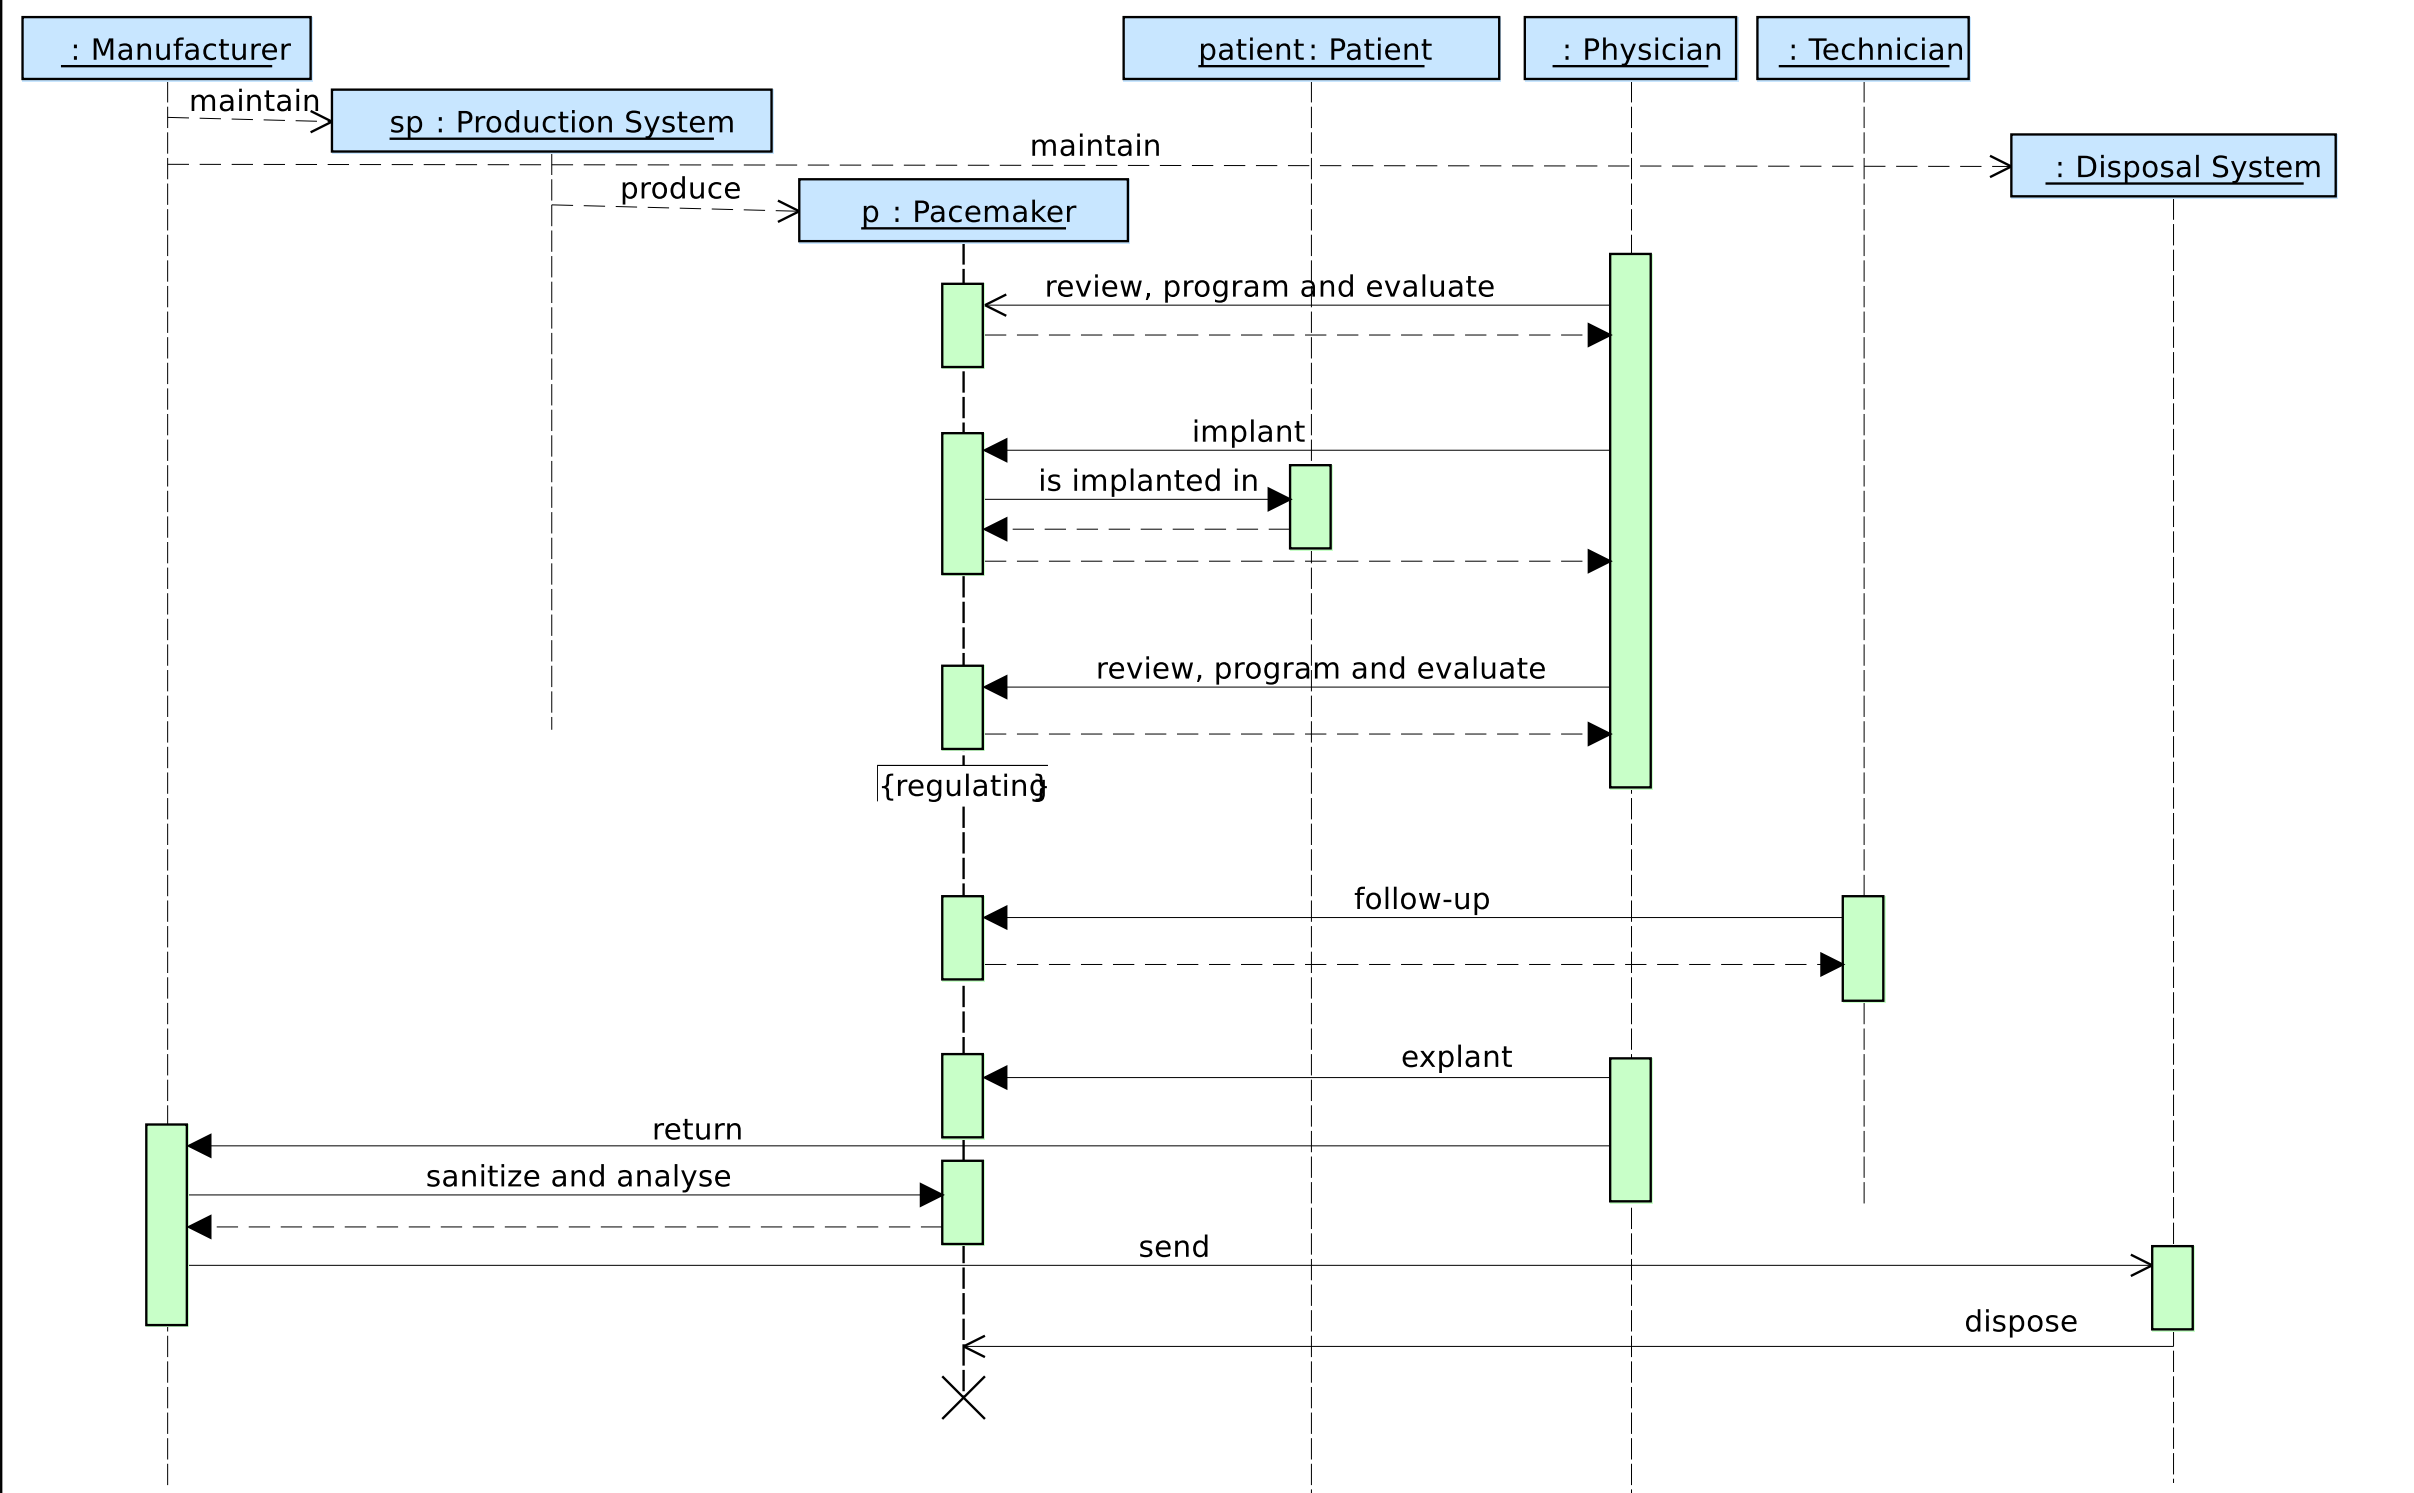 : Manufacturer
patient : Patient
: Physician
: Technician
maintain
sp : Production System
maintain
: Disposal System
produce
p : Pacemaker
review, program and evaluate
implant
is implanted in
review, program and evaluate
{regulating}
follow-up
explant
return
sanitize and analyse
send
dispose